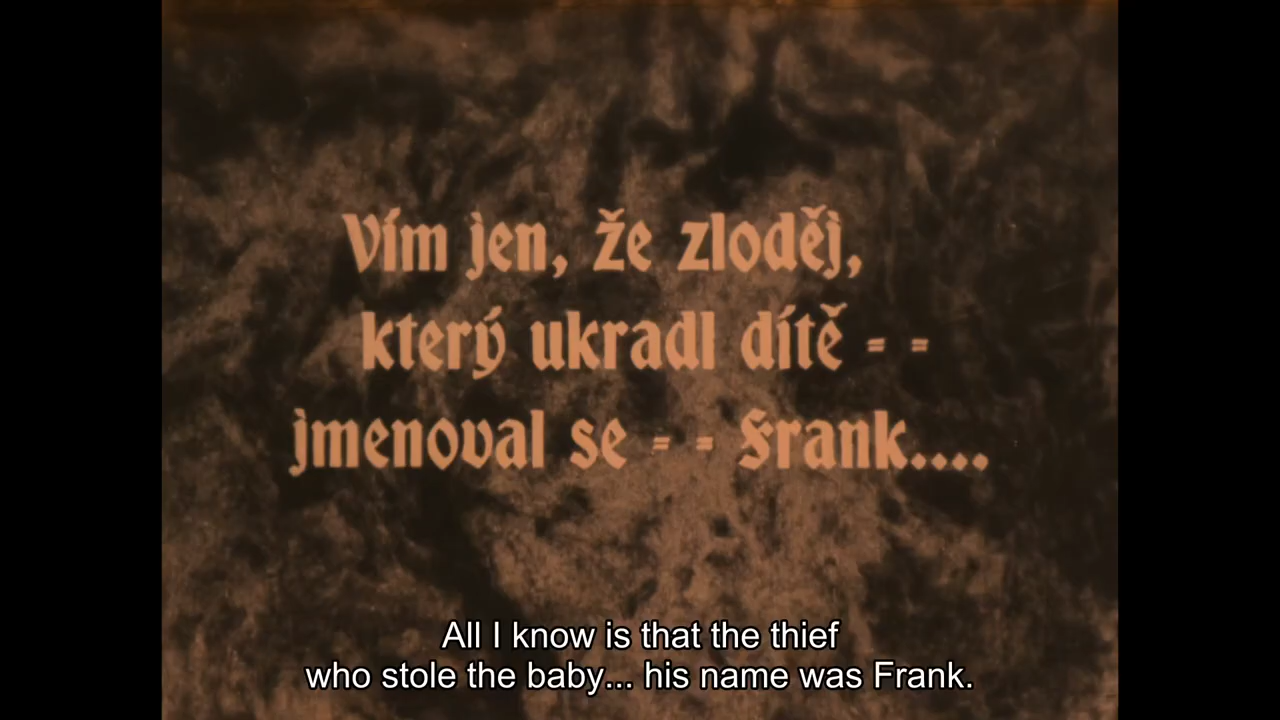 Vím jen, že zloděj,
který ukradl dítě - -
jmenoval se - - Frank....
All I know is that the thief
who stole the baby... his name was Frank.